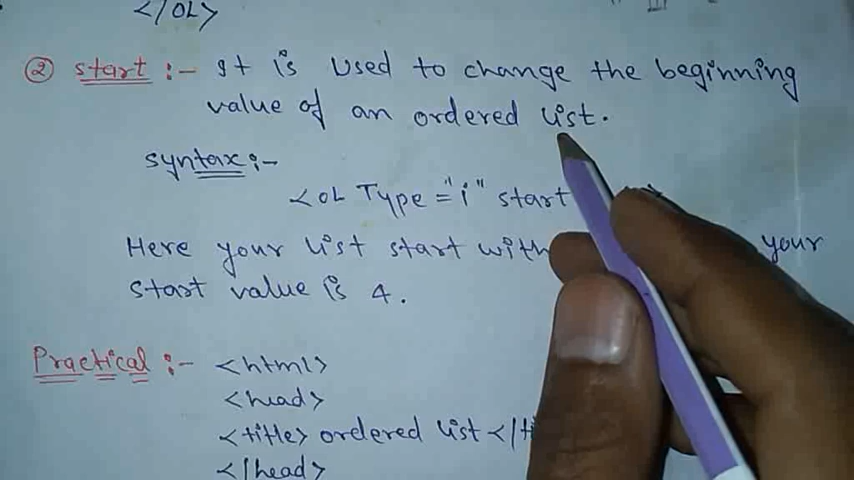 </OL>
② start :- It is used to change the beginning
value of an ordered list.
syntax :-
<OL Type = "i" start
Here your list start with your
start value is 4.
Practical :- <html>
<head>
<title> ordered list </ti
</head>